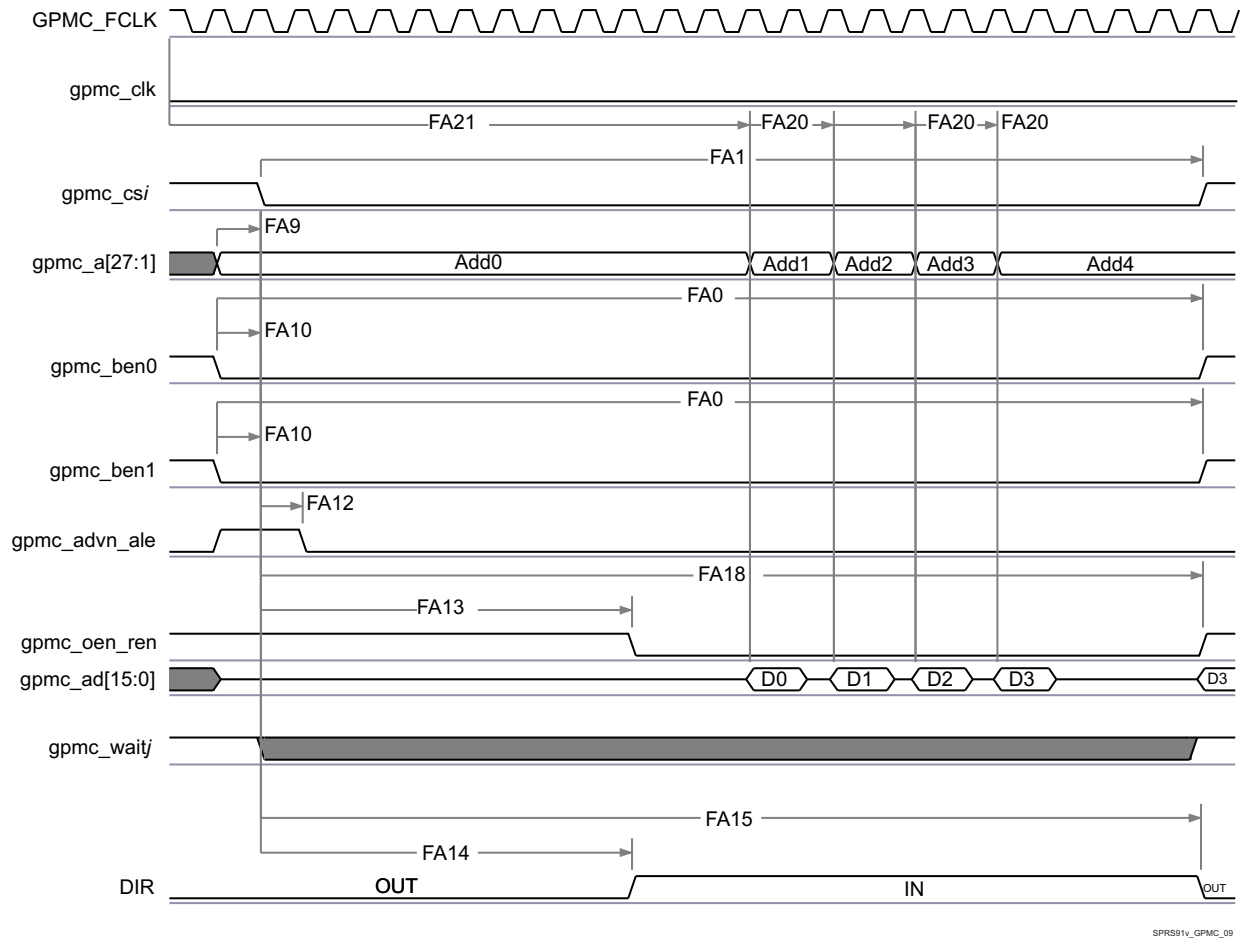 GPMC_FCLK
gpmc_clk
FA21 FA20 FA20 FA20
FA1
gpmc_csi
FA9
gpmc_a[27:1] Add0 Add1 Add2 Add3 Add4
FA0
FA10
gpmc_ben0
FA0
FA10
gpmc_ben1
FA12
gpmc_advn_ale
FA18
FA13
gpmc_oen_ren
gpmc_ad[15:0] D0 D1 D2 D3 D3
gpmc_waitj
FA15
FA14
DIR OUT IN OUT
SPRS91v_GPMC_09